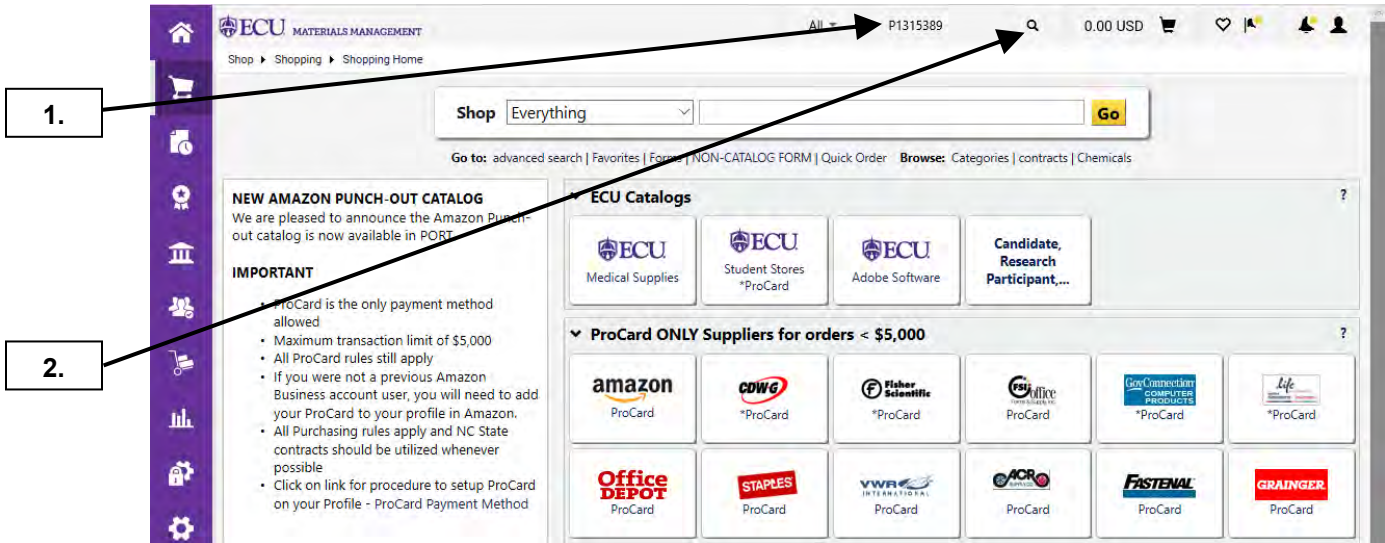 ECU MATERIALS MANAGEMENT
All
P1315389
0.00 USD
Shop Shopping Shopping Home
1.
Shop Everything Go
Go to: advanced search | Favorites | Forms | NON-CATALOG FORM | Quick Order Browse: Categories | contracts | Chemicals
NEW AMAZON PUNCH-OUT CATALOG
We are pleased to announce the Amazon Punch-
out catalog is now available in PORT
IMPORTANT
• ProCard is the only payment method
allowed
• Maximum transaction limit of $5,000
• All ProCard rules still apply
• If you were not a previous Amazon
Business account user, you will need to add
your ProCard to your profile in Amazon.
• All Purchasing rules apply and NC State
contracts should be utilized whenever
possible
• Click on link for procedure to setup ProCard
on your Profile - ProCard Payment Method
2.
ECU Catalogs ?
ECU
Medical Supplies
ECU
Student Stores
*ProCard
ECU
Adobe Software
Candidate,
Research
Participant,...
ProCard ONLY Suppliers for orders < $5,000 ?
amazon
ProCard
CDWG
*ProCard
Fisher
Scientific
*ProCard
FSI office
ProCard
GovConnection
COMPUTER
PRODUCTS
*ProCard
Life
*ProCard
Office
DEPOT
ProCard
STAPLES
ProCard
VWR
INTERNATIONAL
ProCard
ACR
ProCard
FASTENAL
ProCard
GRAINGER
ProCard